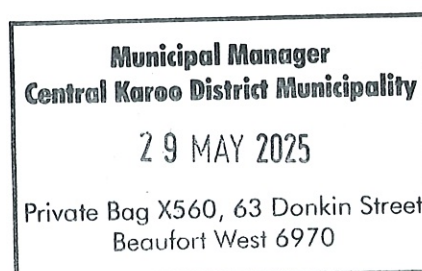 Municipal Manager
Central Karoo District Municipality
29 MAY 2025
Private Bag X560, 63 Donkin Street
Beaufort West 6970